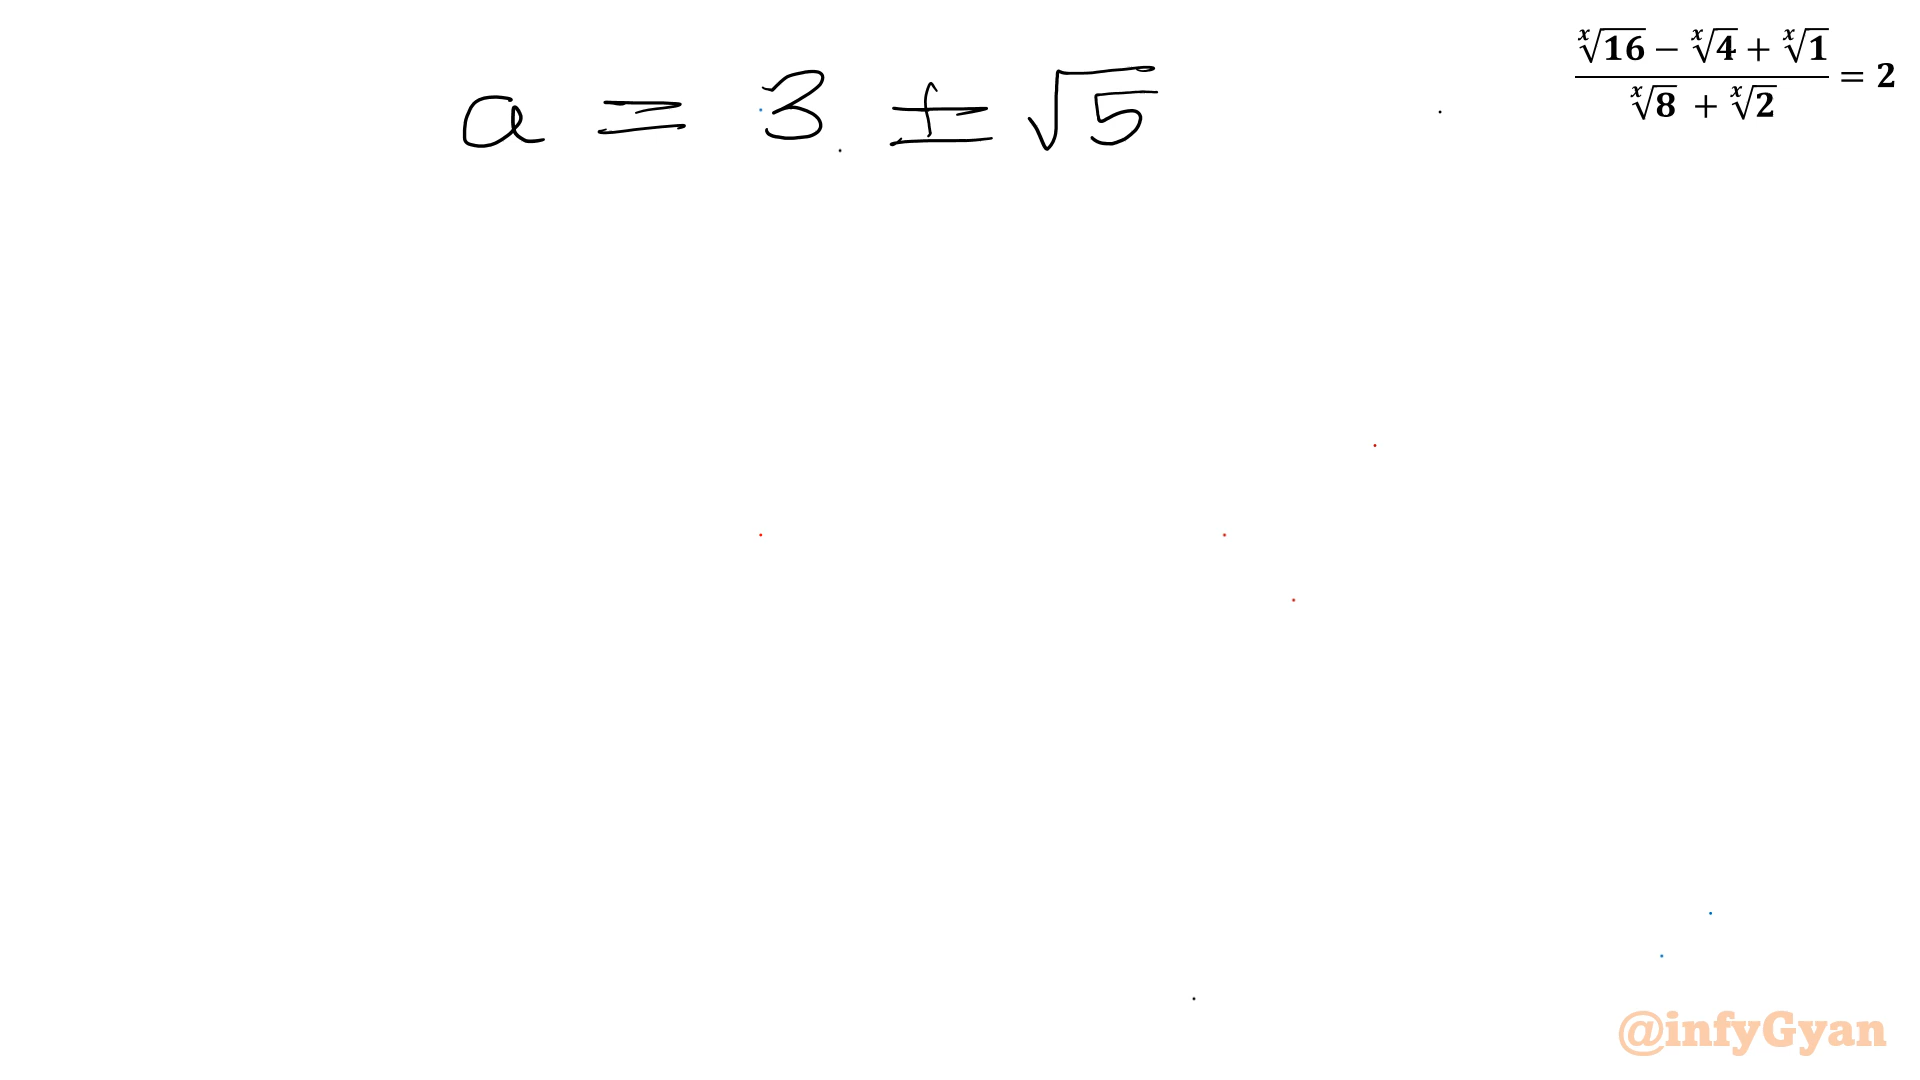 a = 3 ± √5
(ˣ√16 − ˣ√4 + ˣ√1) / (ˣ√8 + ˣ√2) = 2
@infyGyan